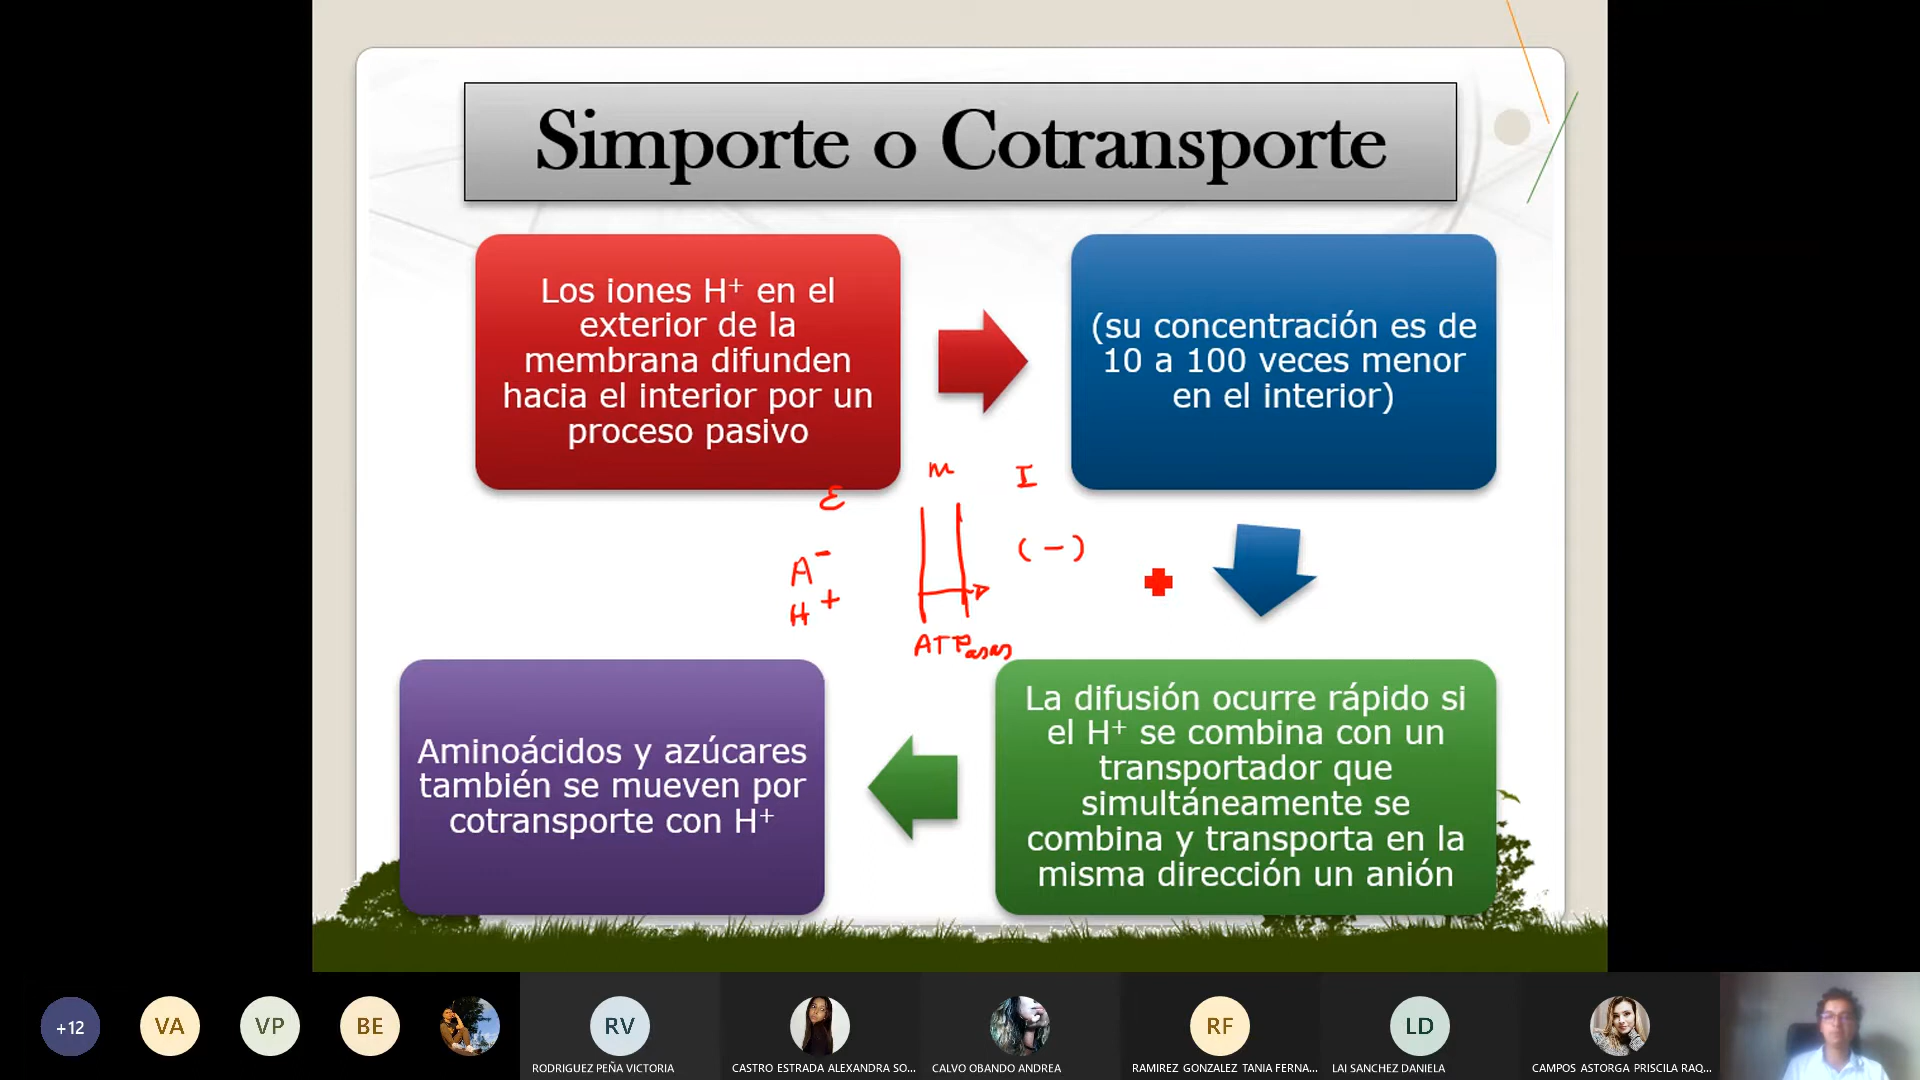 Simporte o Cotransporte
Los iones H⁺ en el
exterior de la
membrana difunden
hacia el interior por un
proceso pasivo
(su concentración es de
10 a 100 veces menor
en el interior)
m
I
E
(-)
A⁻
H⁺
ATPasas
La difusión ocurre rápido si
el H⁺ se combina con un
transportador que
simultáneamente se
combina y transporta en la
misma dirección un anión
Aminoácidos y azúcares
también se mueven por
cotransporte con H⁺
+12
VA
VP
BE
RV
RF
LD
RODRIGUEZ PEÑA VICTORIA
CASTRO ESTRADA ALEXANDRA SO...
CALVO OBANDO ANDREA
RAMIREZ GONZALEZ TANIA FERNA...
LAI SANCHEZ DANIELA
CAMPOS ASTORGA PRISCILA RAQ...